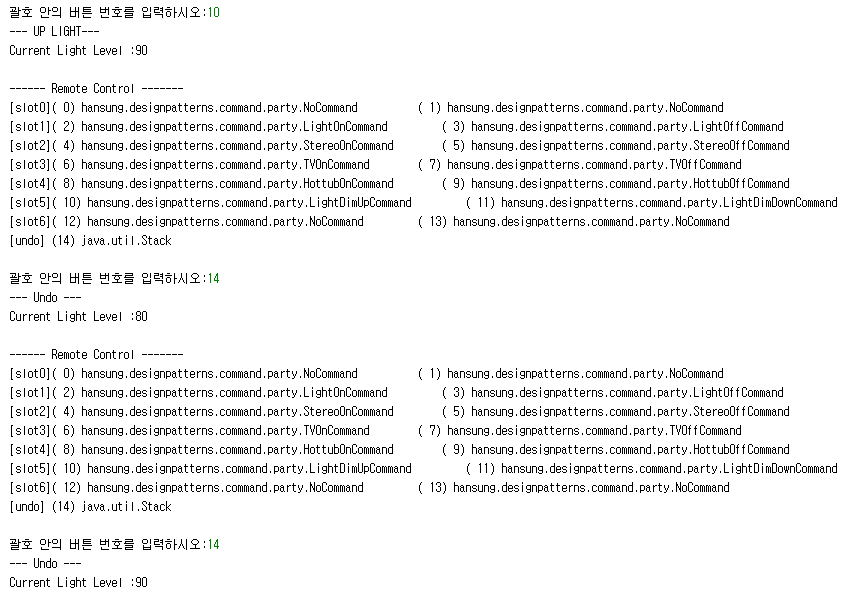 괄호 안의 버튼 번호를 입력하시오:10
--- UP LIGHT---
Current Light Level :90
------ Remote Control -------
[slot0]( 0) hansung.designpatterns.command.party.NoCommand ( 1) hansung.designpatterns.command.party.NoCommand
[slot1]( 2) hansung.designpatterns.command.party.LightOnCommand ( 3) hansung.designpatterns.command.party.LightOffCommand
[slot2]( 4) hansung.designpatterns.command.party.StereoOnCommand ( 5) hansung.designpatterns.command.party.StereoOffCommand
[slot3]( 6) hansung.designpatterns.command.party.TVOnCommand ( 7) hansung.designpatterns.command.party.TVOffCommand
[slot4]( 8) hansung.designpatterns.command.party.HottubOnCommand ( 9) hansung.designpatterns.command.party.HottubOffCommand
[slot5]( 10) hansung.designpatterns.command.party.LightDimUpCommand ( 11) hansung.designpatterns.command.party.LightDimDownCommand
[slot6]( 12) hansung.designpatterns.command.party.NoCommand ( 13) hansung.designpatterns.command.party.NoCommand
[undo] (14) java.util.Stack
괄호 안의 버튼 번호를 입력하시오:14
--- Undo ---
Current Light Level :80
------ Remote Control -------
[slot0]( 0) hansung.designpatterns.command.party.NoCommand ( 1) hansung.designpatterns.command.party.NoCommand
[slot1]( 2) hansung.designpatterns.command.party.LightOnCommand ( 3) hansung.designpatterns.command.party.LightOffCommand
[slot2]( 4) hansung.designpatterns.command.party.StereoOnCommand ( 5) hansung.designpatterns.command.party.StereoOffCommand
[slot3]( 6) hansung.designpatterns.command.party.TVOnCommand ( 7) hansung.designpatterns.command.party.TVOffCommand
[slot4]( 8) hansung.designpatterns.command.party.HottubOnCommand ( 9) hansung.designpatterns.command.party.HottubOffCommand
[slot5]( 10) hansung.designpatterns.command.party.LightDimUpCommand ( 11) hansung.designpatterns.command.party.LightDimDownCommand
[slot6]( 12) hansung.designpatterns.command.party.NoCommand ( 13) hansung.designpatterns.command.party.NoCommand
[undo] (14) java.util.Stack
괄호 안의 버튼 번호를 입력하시오:14
--- Undo ---
Current Light Level :90